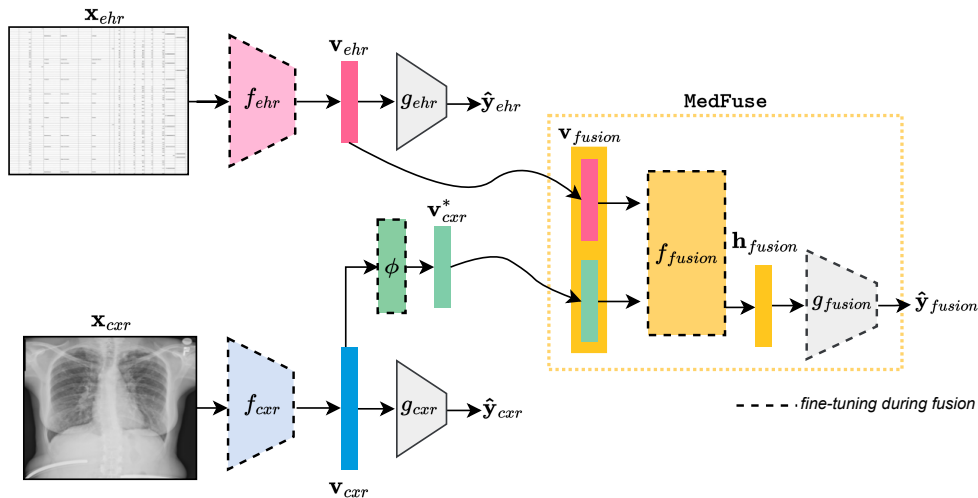 x_ehr
v_ehr
f_ehr
g_ehr
ŷ_ehr
MedFuse
v_fusion
v*_cxr
ϕ
f_fusion
h_fusion
g_fusion
ŷ_fusion
x_cxr
f_cxr
g_cxr
ŷ_cxr
v_cxr
fine-tuning during fusion